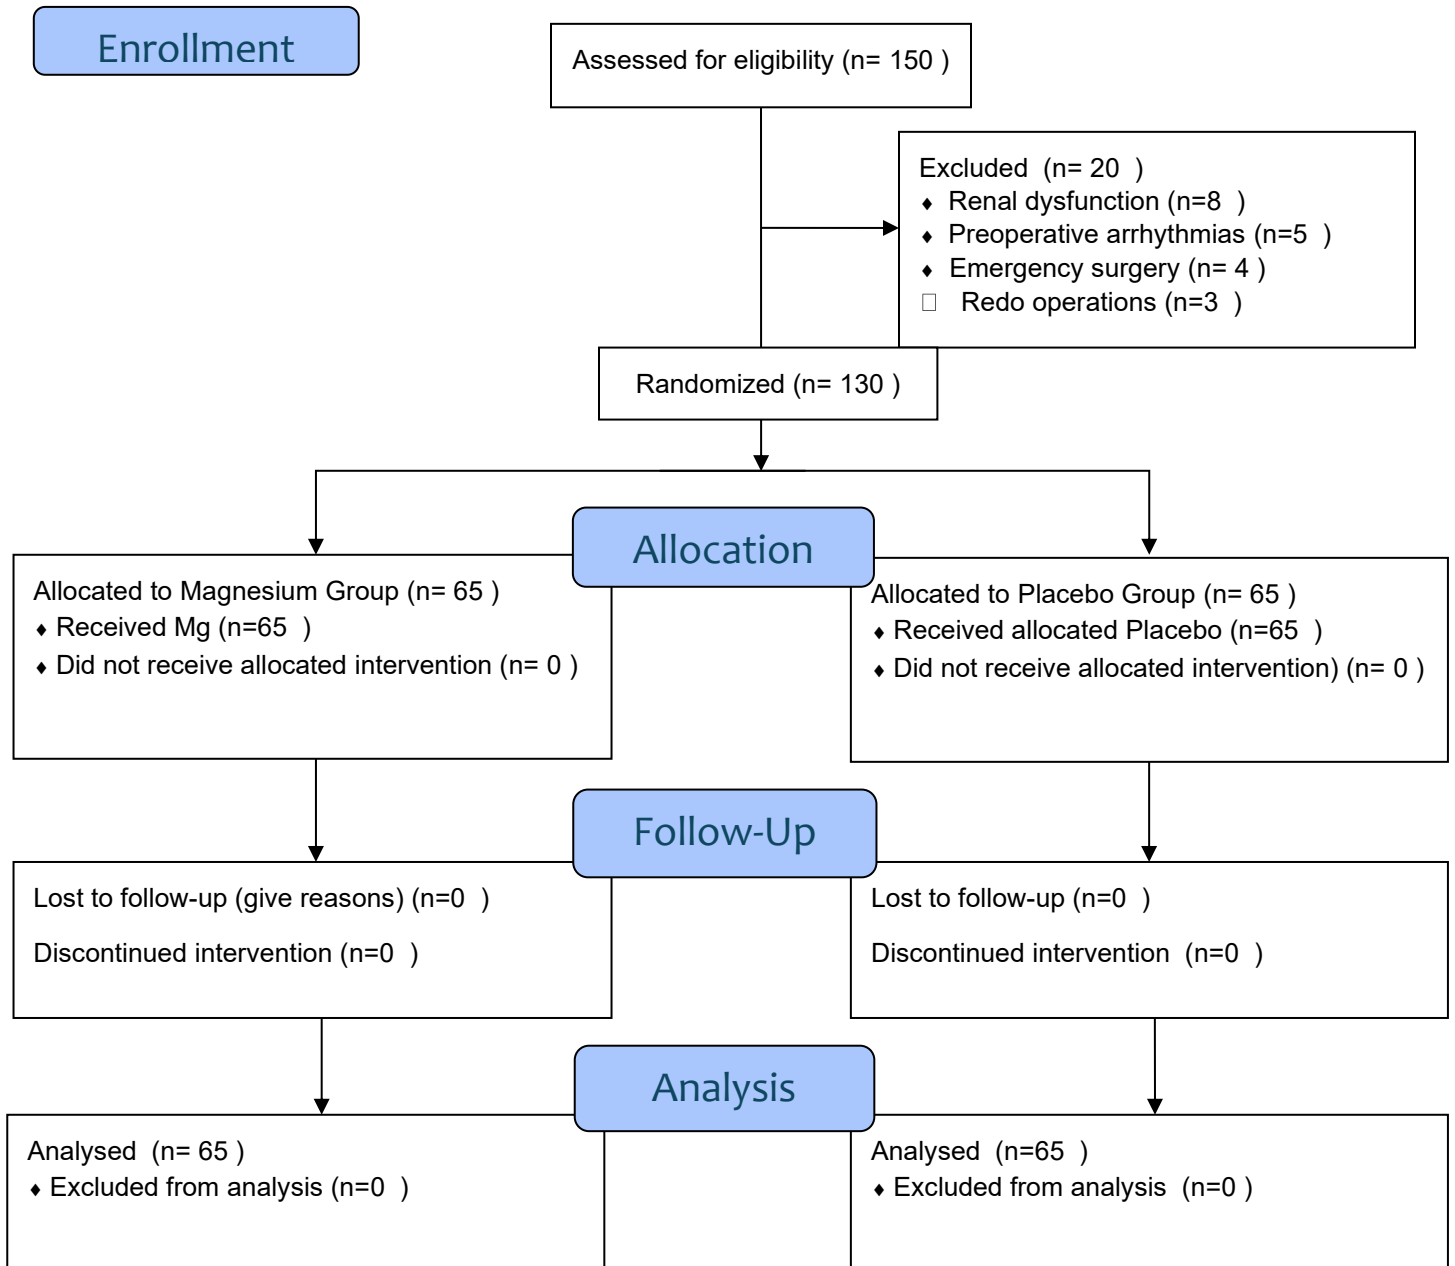 Enrollment
Assessed for eligibility (n= 150 )
Excluded (n= 20 )
♦ Renal dysfunction (n=8 )
♦ Preoperative arrhythmias (n=5 )
♦ Emergency surgery (n= 4 )
□ Redo operations (n=3 )
Randomized (n= 130 )
Allocation
Allocated to Magnesium Group (n= 65 )
♦ Received Mg (n=65 )
♦ Did not receive allocated intervention (n= 0 )
Allocated to Placebo Group (n= 65 )
♦ Received allocated Placebo (n=65 )
♦ Did not receive allocated intervention) (n= 0 )
Follow-Up
Lost to follow-up (give reasons) (n=0 )
Discontinued intervention (n=0 )
Lost to follow-up (n=0 )
Discontinued intervention (n=0 )
Analysis
Analysed (n= 65 )
♦ Excluded from analysis (n=0 )
Analysed (n=65 )
♦ Excluded from analysis (n=0 )